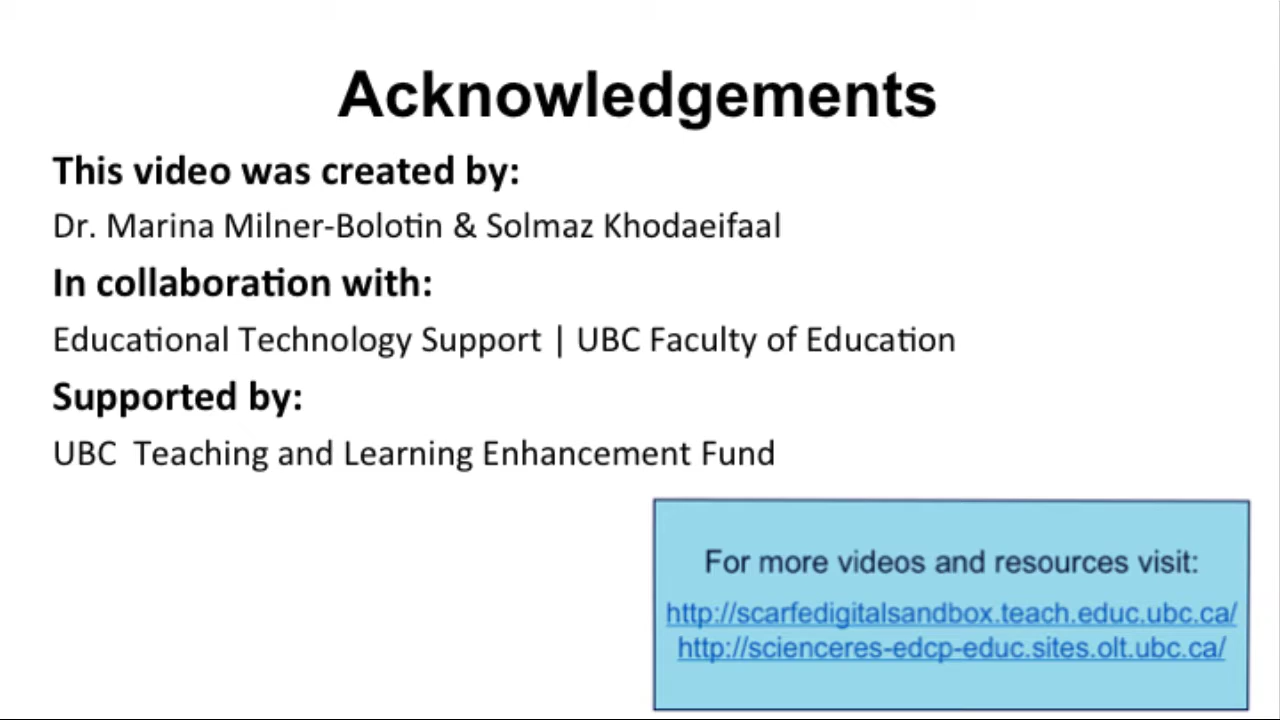 Acknowledgements
This video was created by:
Dr. Marina Milner-Bolotin & Solmaz Khodaeifaal
In collaboration with:
Educational Technology Support | UBC Faculty of Education
Supported by:
UBC  Teaching and Learning Enhancement Fund
For more videos and resources visit:
http://scarfedigitalsandbox.teach.educ.ubc.ca/
http://scienceres-edcp-educ.sites.olt.ubc.ca/